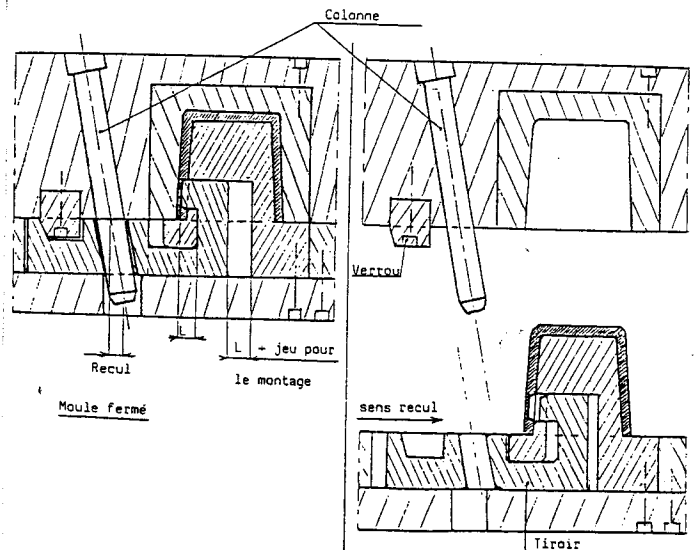 Colonne
Verrou
Recul
L
L + jeu pour
le montage
Moule fermé
sens recul
Tiroir